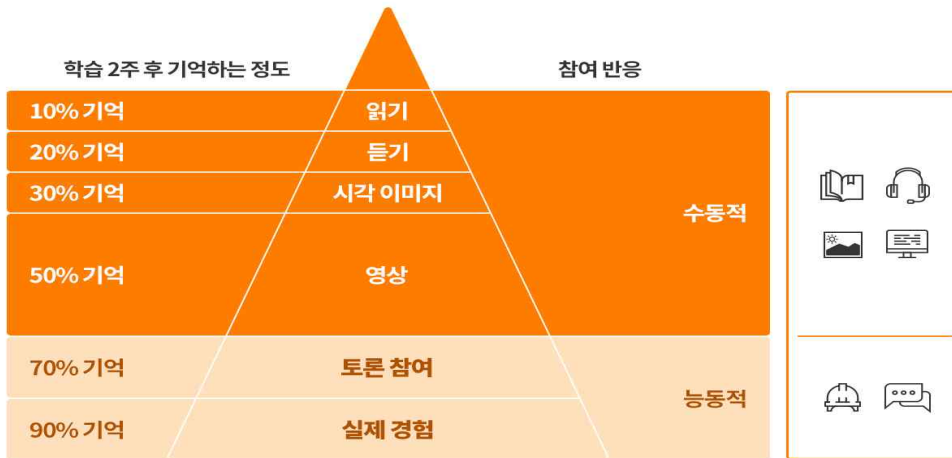 학습 2주 후 기억하는 정도
참여 반응
10% 기억
읽기
20% 기억
듣기
30% 기억
시각 이미지
수동적
50% 기억
영상
70% 기억
토론 참여
능동적
90% 기억
실제 경험